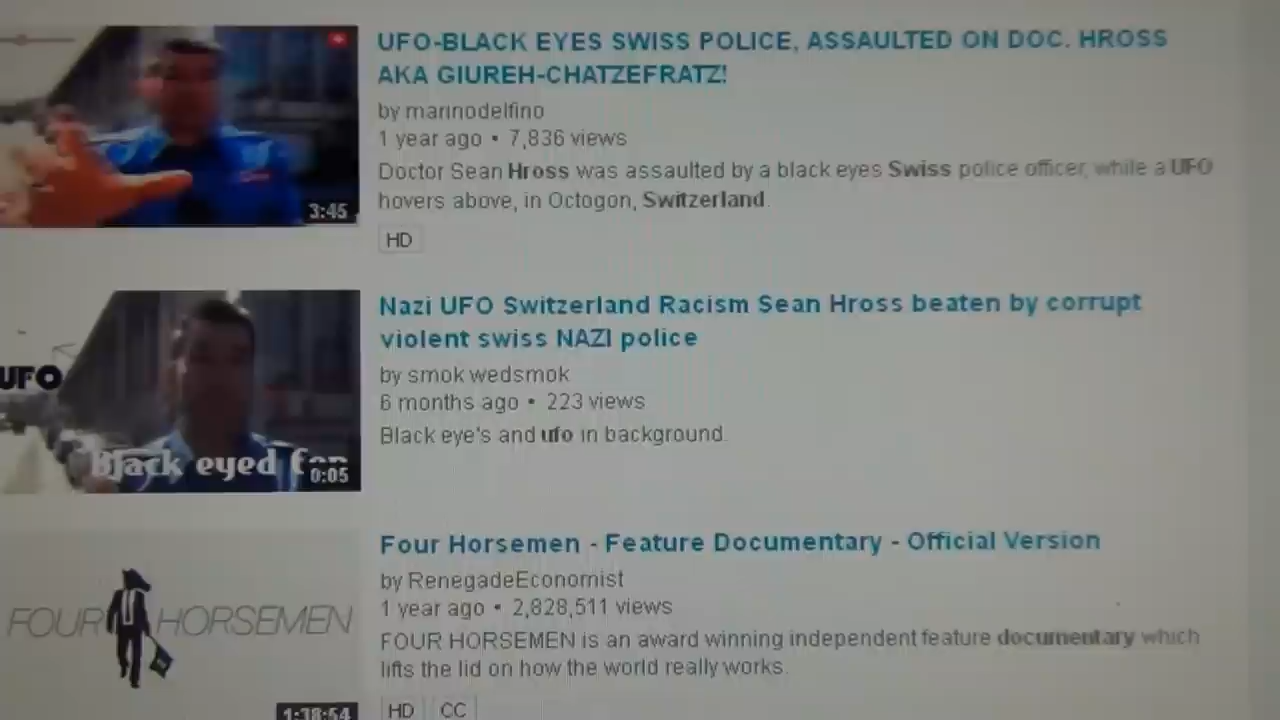 UFO-BLACK EYES SWISS POLICE, ASSAULTED ON DOC. HROSS
AKA GIUREH-CHATZEFRATZ!
by marinodelfino
1 year ago • 7,836 views
Doctor Sean Hross was assaulted by a black eyes Swiss police officer, while a UFO
hovers above, in Octogon, Switzerland.
3:45
HD
Nazi UFO Switzerland Racism Sean Hross beaten by corrupt
violent swiss NAZI police
by smok wedsmok
6 months ago • 223 views
Black eye's and ufo in background.
UFO
Black eyed
0:05
Four Horsemen - Feature Documentary - Official Version
by RenegadeEconomist
1 year ago • 2,828,511 views
FOUR HORSEMEN is an award winning independent feature documentary which
lifts the lid on how the world really works.
FOUR HORSEMEN
1:38:54
HD CC